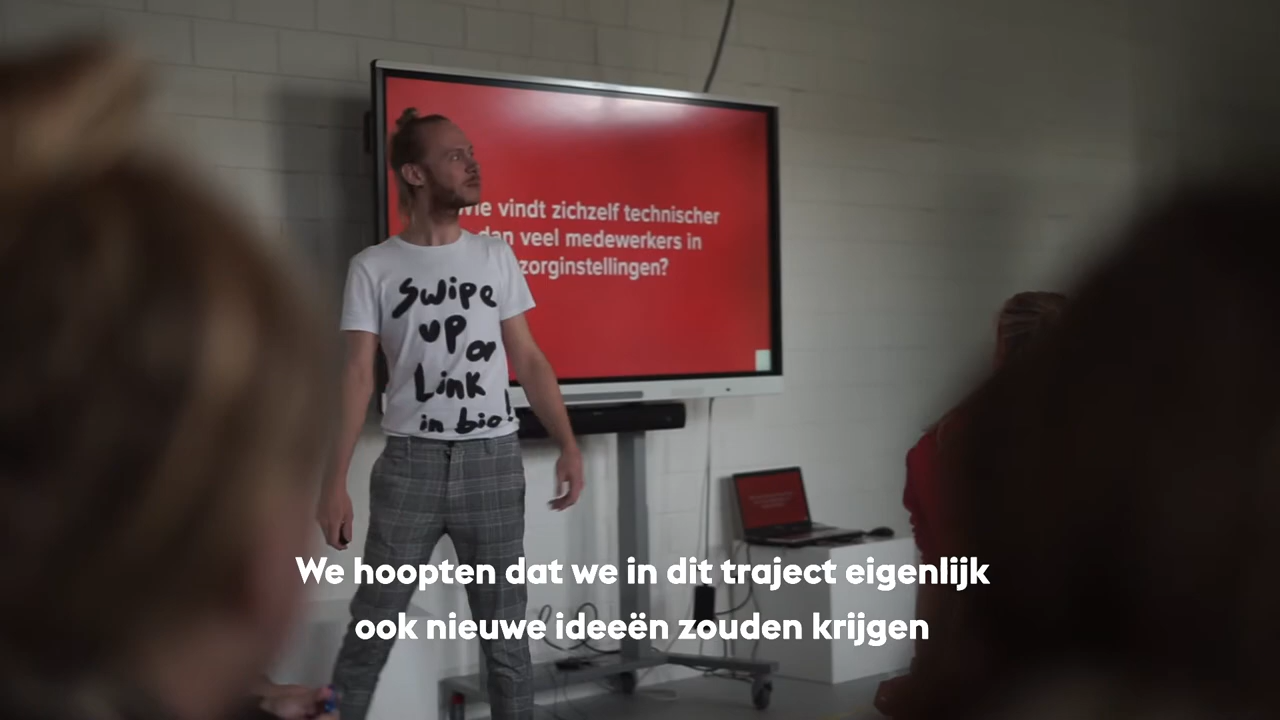 Wie vindt zichzelf technischer
dan veel medewerkers in
zorginstellingen?
Swipe
up or
Link
in bio!
We hoopten dat we in dit traject eigenlijk
ook nieuwe ideeën zouden krijgen